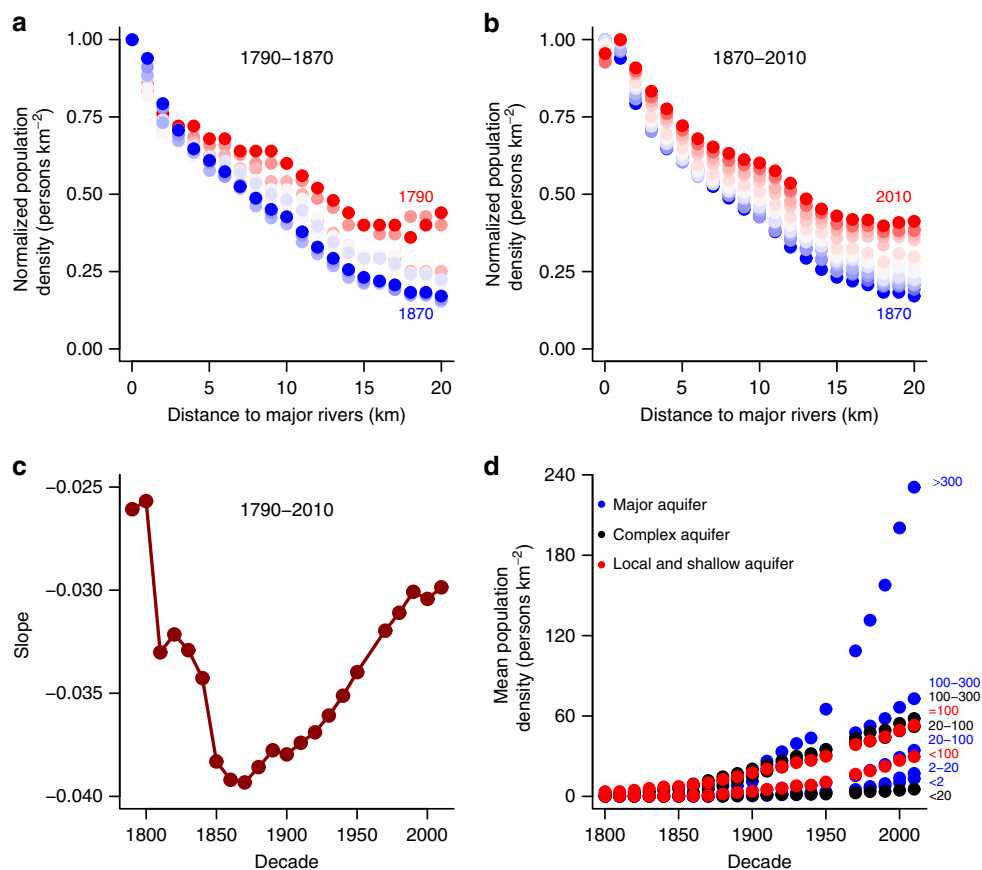 a
1790–1870
Normalized population
density (persons km−2)
1.00
0.75
0.50
0.25
0.00
1790
1870
0 5 10 15 20
Distance to major rivers (km)
b
1870–2010
Normalized population
density (persons km−2)
1.00
0.75
0.50
0.25
0.00
2010
1870
0 5 10 15 20
Distance to major rivers (km)
c
1790–2010
Slope
−0.025
−0.030
−0.035
−0.040
1800 1850 1900 1950 2000
Decade
d
Mean population
density (persons km−2)
240
180
120
60
0
Major aquifer
Complex aquifer
Local and shallow aquifer
>300
100–300
100–300
=100
20–100
20–100
<100
2–20
<2
<20
1800 1850 1900 1950 2000
Decade